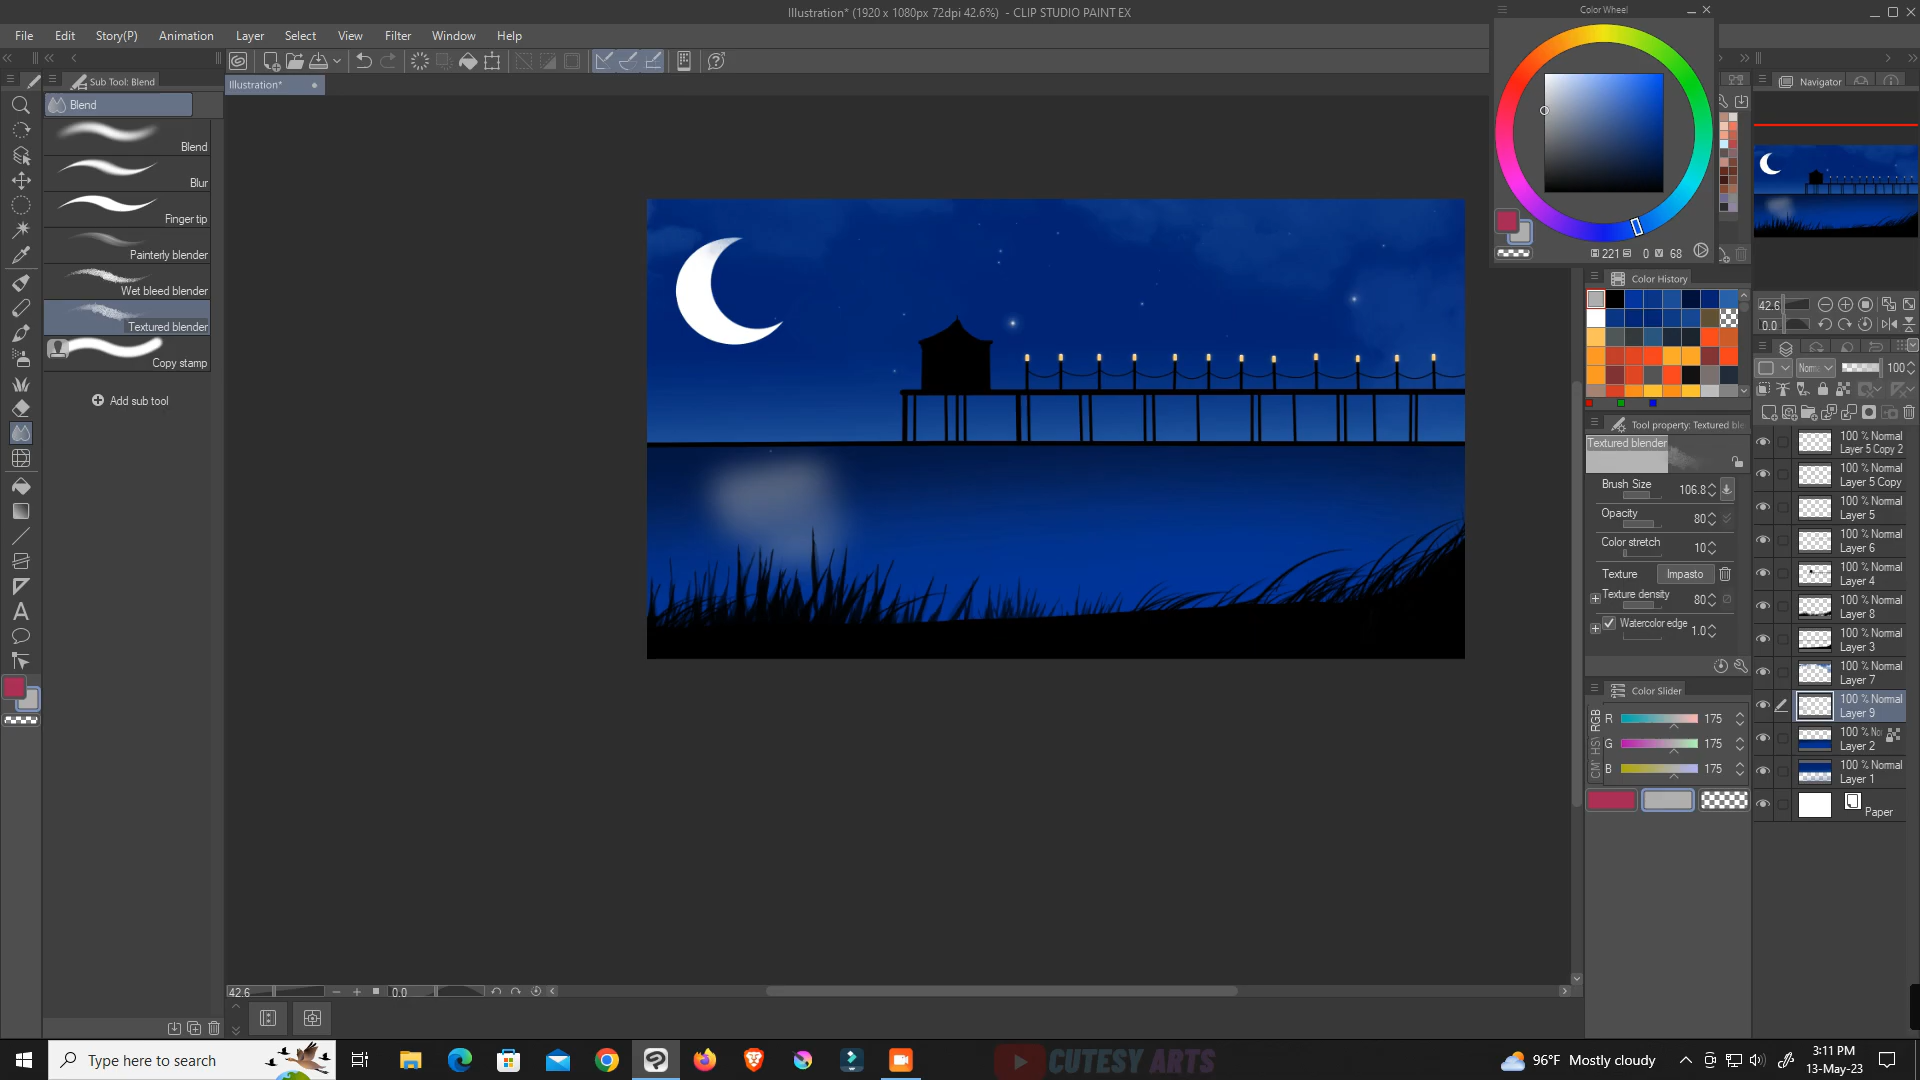 Illustration* (1920 x 1080px 72dpi 42.6%) - CLIP STUDIO PAINT EX
Color Wheel
File Edit Story(P) Animation Layer Select View Filter Window Help
Sub Tool: Blend
Illustration*
Navigator
Blend
Blend
Blur
Finger tip
Painterly blender
Wet bleed blender
Textured blender
Copy stamp
Add sub tool
221 0 V 68
Color History
42.6
0.0
100
Tool property: Textured ble
Textured blender
Brush Size 106.8
Opacity 80
Color stretch 10
Texture Impasto
Texture density 80
Watercolor edge 1.0
Color Slider
RGB
R 175
G 175
B 175
100 % Normal
Layer 5 Copy 2
100 % Normal
Layer 5 Copy
100 % Normal
Layer 5
100 % Normal
Layer 6
100 % Normal
Layer 4
100 % Normal
Layer 8
100 % Normal
Layer 3
100 % Normal
Layer 7
100 % Normal
Layer 9
100 % No
Layer 2
100 % Normal
Layer 1
Paper
42.6 0.0
Type here to search
CUTESY ARTS
96°F Mostly cloudy
3:11 PM
13-May-23